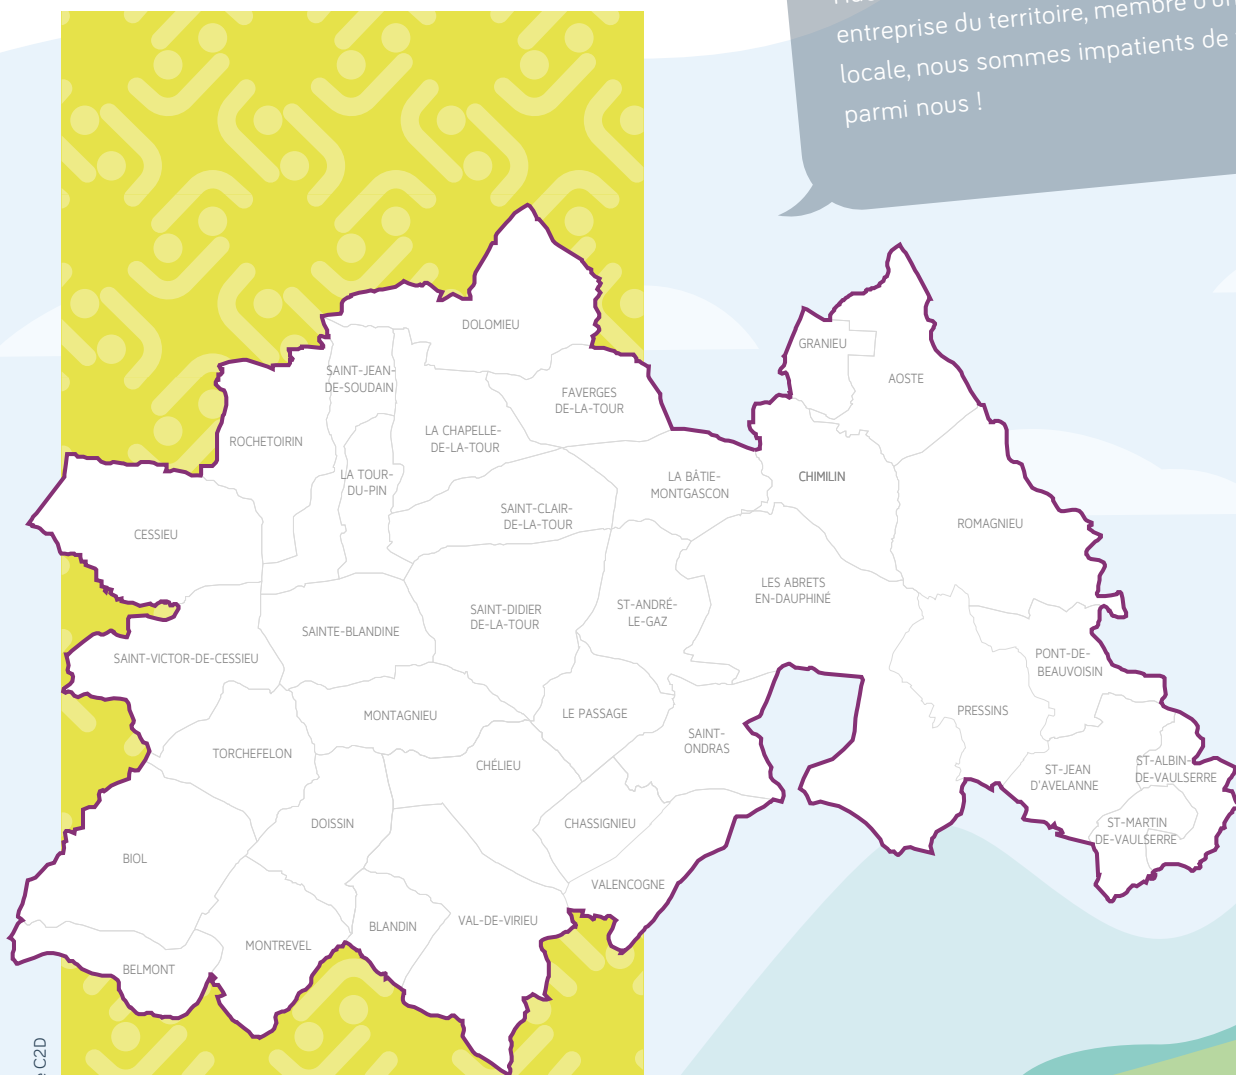 entreprise du territoire, membre d'un
locale, nous sommes impatients de
parmi nous !
DOLOMIEU
GRANIEU
AOSTE
SAINT-JEAN-
DE-SOUDAIN
FAVERGES
DE-LA-TOUR
ROCHETOIRIN
LA CHAPELLE-
DE-LA-TOUR
LA TOUR-
DU-PIN
LA BÂTIE-
MONTGASCON
CHIMILIN
SAINT-CLAIR-
DE-LA-TOUR
ROMAGNIEU
CESSIEU
LES ABRETS
EN-DAUPHINÉ
SAINT-DIDIER
DE-LA-TOUR
ST-ANDRÉ-
LE-GAZ
SAINTE-BLANDINE
SAINT-VICTOR-DE-CESSIEU
PONT-DE-
BEAUVOISIN
MONTAGNIEU
LE PASSAGE
PRESSINS
SAINT-
ONDRAS
TORCHEFELON
CHÉLIEU
ST-JEAN
D'AVELANNE
ST-ALBIN-
DE-VAULSERRE
DOISSIN
CHASSIGNIEU
ST-MARTIN
DE-VAULSERRE
BIOL
VALENCOGNE
BLANDIN
VAL-DE-VIRIEU
MONTREVEL
BELMONT
C2D